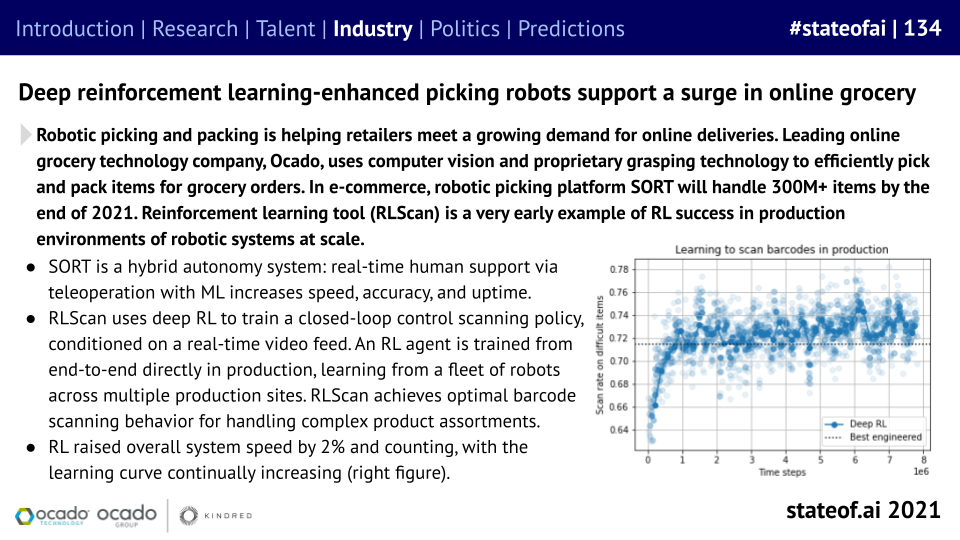 Introduction | Research | Talent | Industry | Politics | Predictions
#stateofai | 134
Deep reinforcement learning-enhanced picking robots support a surge in online grocery
Robotic picking and packing is helping retailers meet a growing demand for online deliveries. Leading online
grocery technology company, Ocado, uses computer vision and proprietary grasping technology to efficiently pick
and pack items for grocery orders. In e-commerce, robotic picking platform SORT will handle 300M+ items by the
end of 2021. Reinforcement learning tool (RLScan) is a very early example of RL success in production
environments of robotic systems at scale.
● SORT is a hybrid autonomy system: real-time human support via
teleoperation with ML increases speed, accuracy, and uptime.
● RLScan uses deep RL to train a closed-loop control scanning policy,
conditioned on a real-time video feed. An RL agent is trained from
end-to-end directly in production, learning from a fleet of robots
across multiple production sites. RLScan achieves optimal barcode
scanning behavior for handling complex product assortments.
● RL raised overall system speed by 2% and counting, with the
learning curve continually increasing (right figure).
Learning to scan barcodes in production
Scan rate on difficult items
0.78
0.76
0.74
0.72
0.70
0.68
0.66
0.64
Deep RL
Best engineered
0 1 2 3 4 5 6 7 8
Time steps
1e6
ocado
TECHNOLOGY
ocado
GROUP
KINDRED
stateof.ai 2021